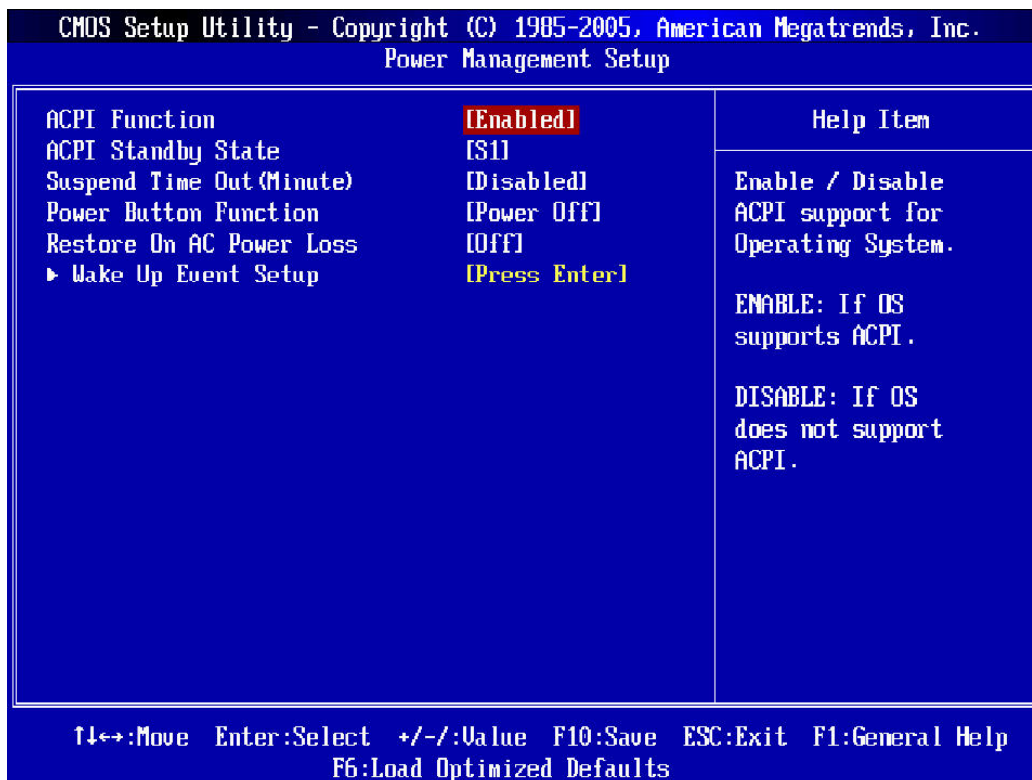 CMOS Setup Utility - Copyright (C) 1985-2005, American Megatrends, Inc.
Power Management Setup
ACPI Function [Enabled]
ACPI Standby State [S1]
Suspend Time Out(Minute) [Disabled]
Power Button Function [Power Off]
Restore On AC Power Loss [Off]
▶ Wake Up Event Setup [Press Enter]
Help Item
Enable / Disable
ACPI support for
Operating System.
ENABLE: If OS
supports ACPI.
DISABLE: If OS
does not support
ACPI.
↑↓←→:Move Enter:Select +/-/:Value F10:Save ESC:Exit F1:General Help
F6:Load Optimized Defaults